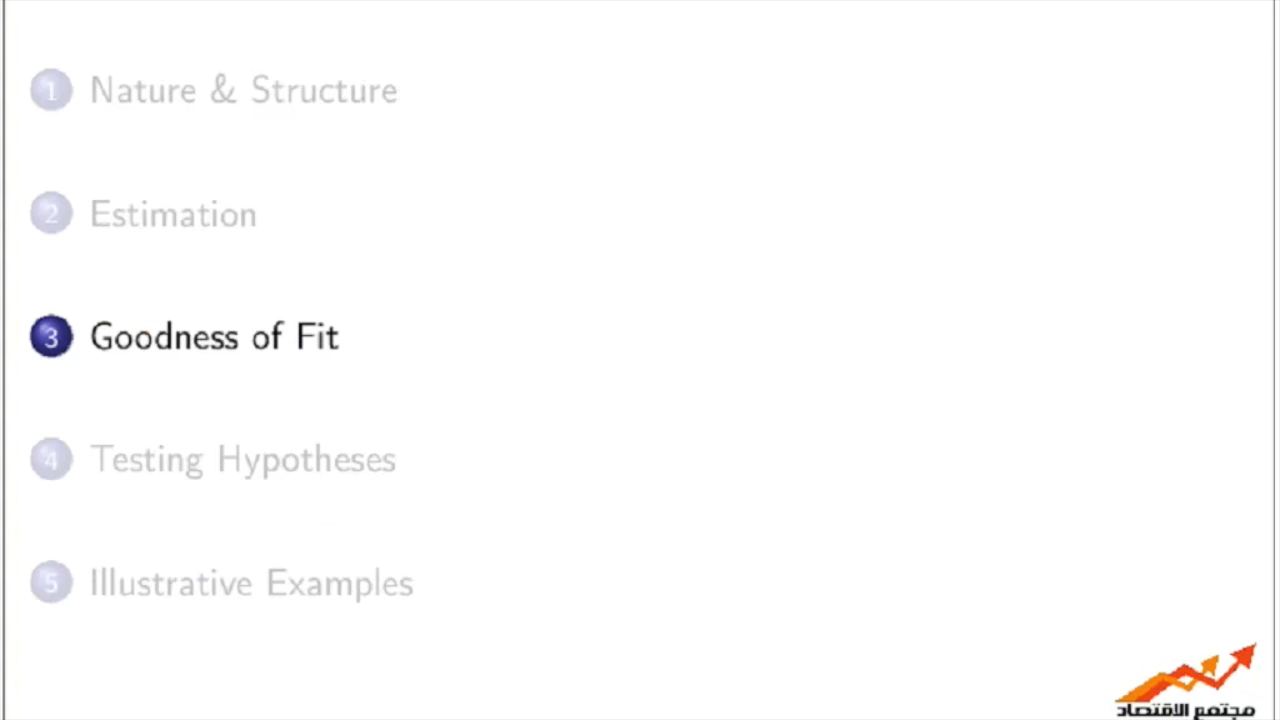 1 Nature & Structure
2 Estimation
3 Goodness of Fit
4 Testing Hypotheses
5 Illustrative Examples
مجتمع الاقتصاد